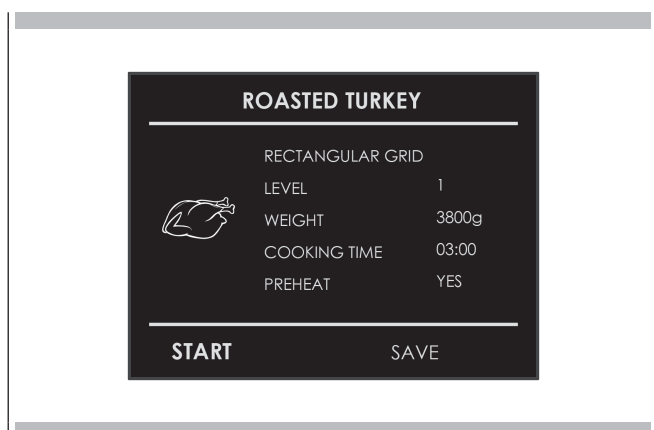 ROASTED TURKEY
RECTANGULAR GRID
LEVEL 1
WEIGHT 3800g
COOKING TIME 03:00
PREHEAT YES
START SAVE